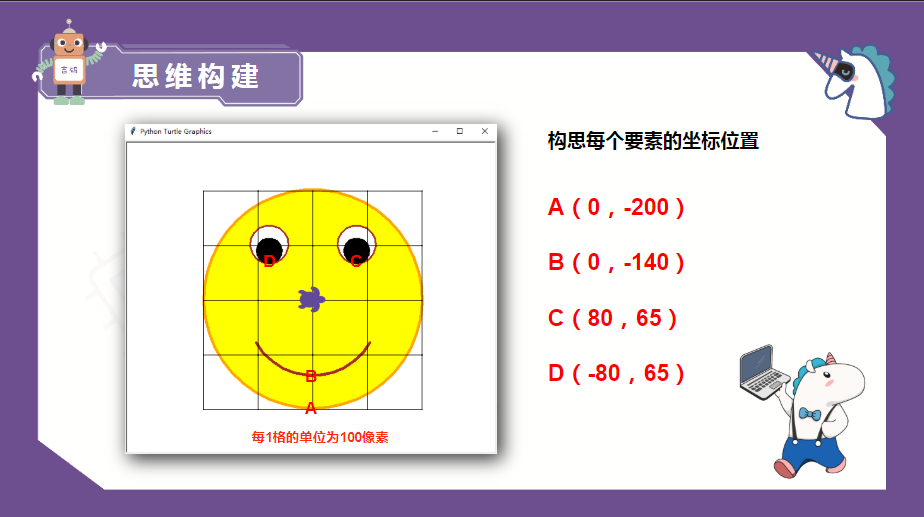 思维构建
Python Turtle Graphics
构思每个要素的坐标位置
A（0，-200）
B（0，-140）
C（80，65）
D（-80，65）
D
C
B
A
每1格的单位为100像素